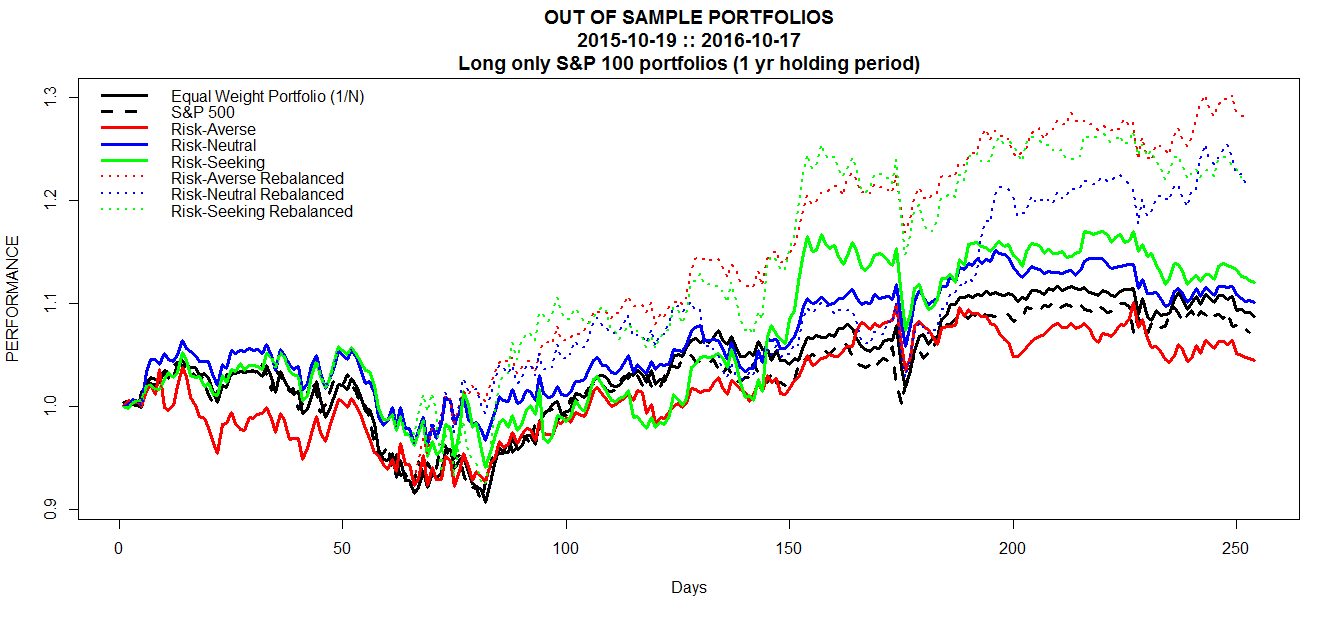 OUT OF SAMPLE PORTFOLIOS
2015-10-19 :: 2016-10-17
Long only S&P 100 portfolios (1 yr holding period)
Equal Weight Portfolio (1/N)
S&P 500
Risk-Averse
Risk-Neutral
Risk-Seeking
Risk-Averse Rebalanced
Risk-Neutral Rebalanced
Risk-Seeking Rebalanced
PERFORMANCE
1.3
1.2
1.1
1.0
0.9
0 50 100 150 200 250
Days